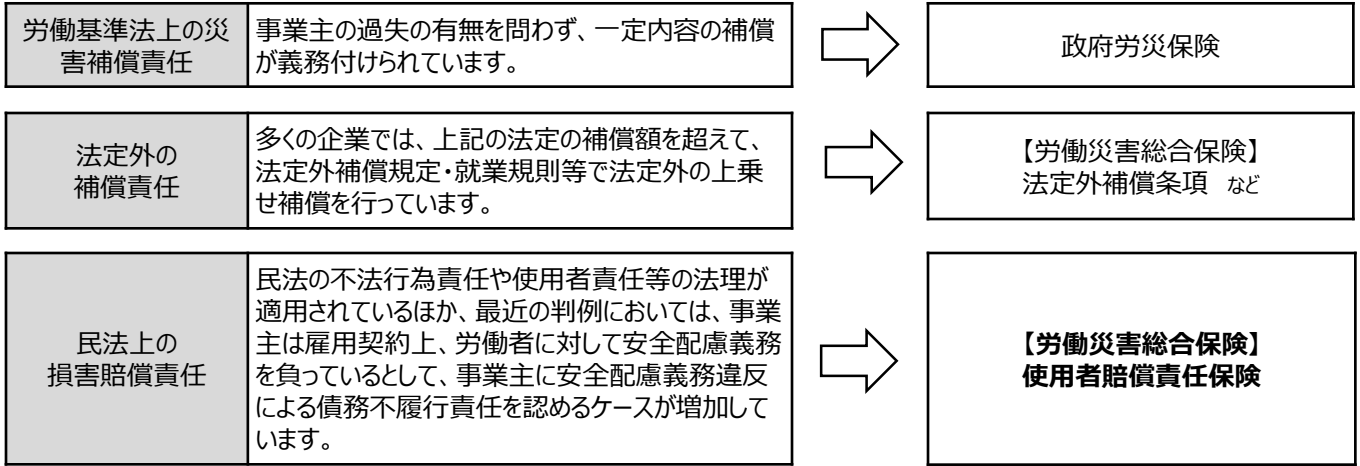 労働基準法上の災
害補償責任
事業主の過失の有無を問わず、一定内容の補償
が義務付けられています。
政府労災保険
法定外の
補償責任
多くの企業では、上記の法定の補償額を超えて、
法定外補償規定・就業規則等で法定外の上乗
せ補償を行っています。
【労働災害総合保険】
法定外補償条項 など
民法上の
損害賠償責任
民法の不法行為責任や使用者責任等の法理が
適用されているほか、最近の判例においては、事業
主は雇用契約上、労働者に対して安全配慮義務
を負っているとして、事業主に安全配慮義務違反
による債務不履行責任を認めるケースが増加して
います。
【労働災害総合保険】
使用者賠償責任保険